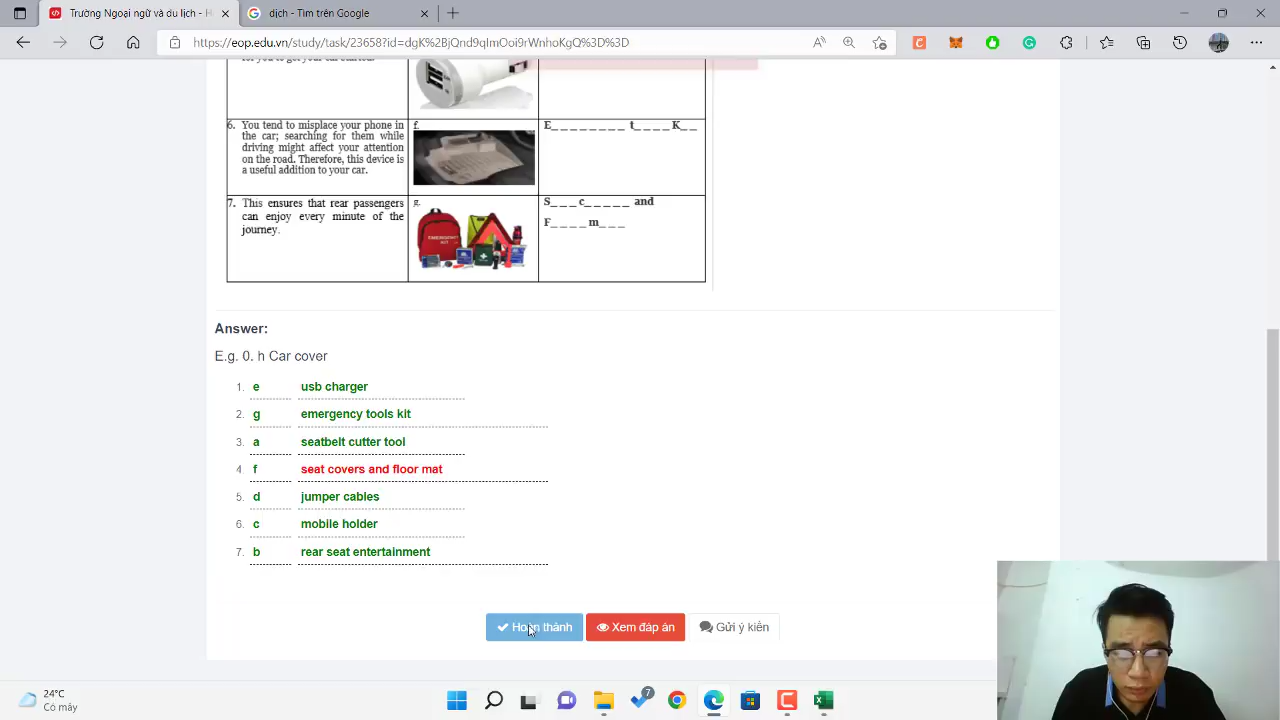 Trường Ngoại ngữ và du lịch - H
dịch - Tìm trên Google
https://eop.edu.vn/study/task/23658?id=dgK%2BjQnd9qImOoi9rWnhoKgQ%3D%3D
6. You tend to misplace your phone in
the car; searching for them while
driving might affect your attention
on the road. Therefore, this device is
a useful addition to your car.
f.
E_ _ _ _ _ _ _ _ t_ _ _ _ K_ _
7. This ensures that rear passengers
can enjoy every minute of the
journey.
g.
EMERGENCY
KIT
S_ _ _ c_ _ _ _ _ and
F_ _ _ _ m_ _ _
Answer:
E.g. 0. h Car cover
1. e usb charger
2. g emergency tools kit
3. a seatbelt cutter tool
4. f seat covers and floor mat
5. d jumper cables
6. c mobile holder
7. b rear seat entertainment
Hoàn thành
Xem đáp án
Gửi ý kiến
24°C
Có mây
7